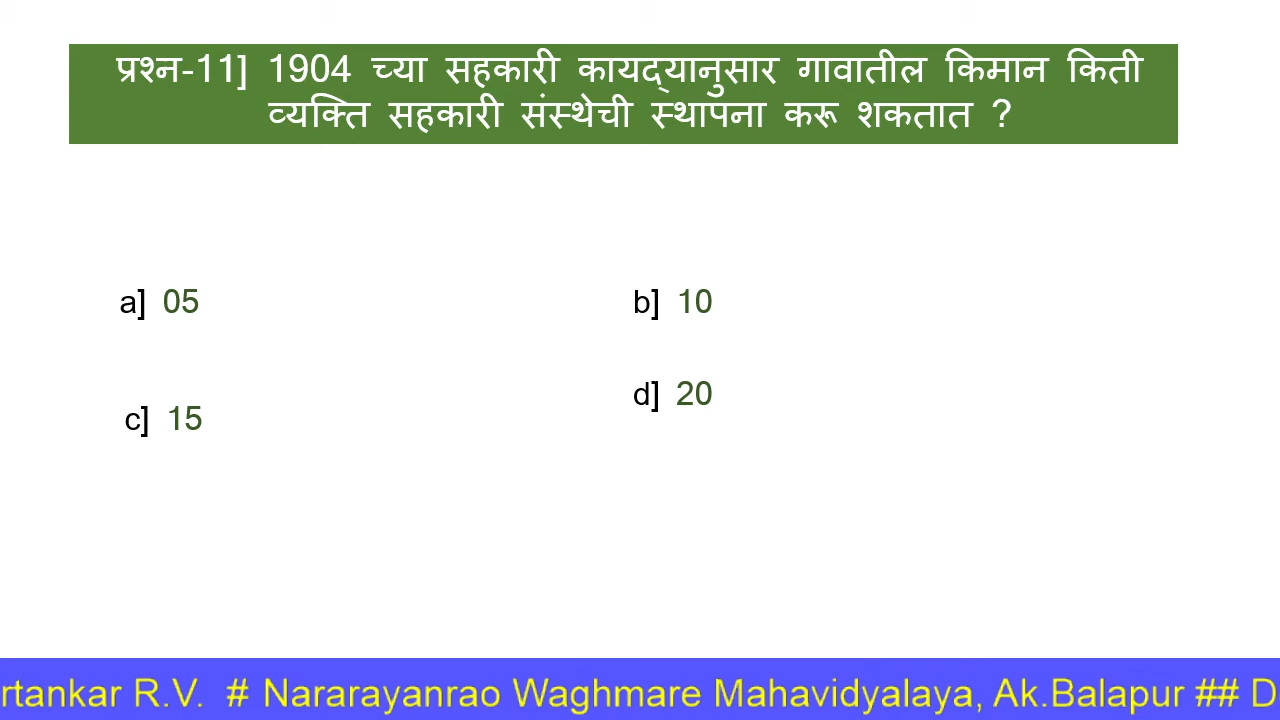 प्रश्न-11] 1904 च्या सहकारी कायद्यानुसार गावातील किमान किती
व्यक्ति सहकारी संस्थेची स्थापना करू शकतात ?
a] 05
b] 10
c] 15
d] 20
rtankar R.V. # Nararayanrao Waghmare Mahavidyalaya, Ak.Balapur ## D